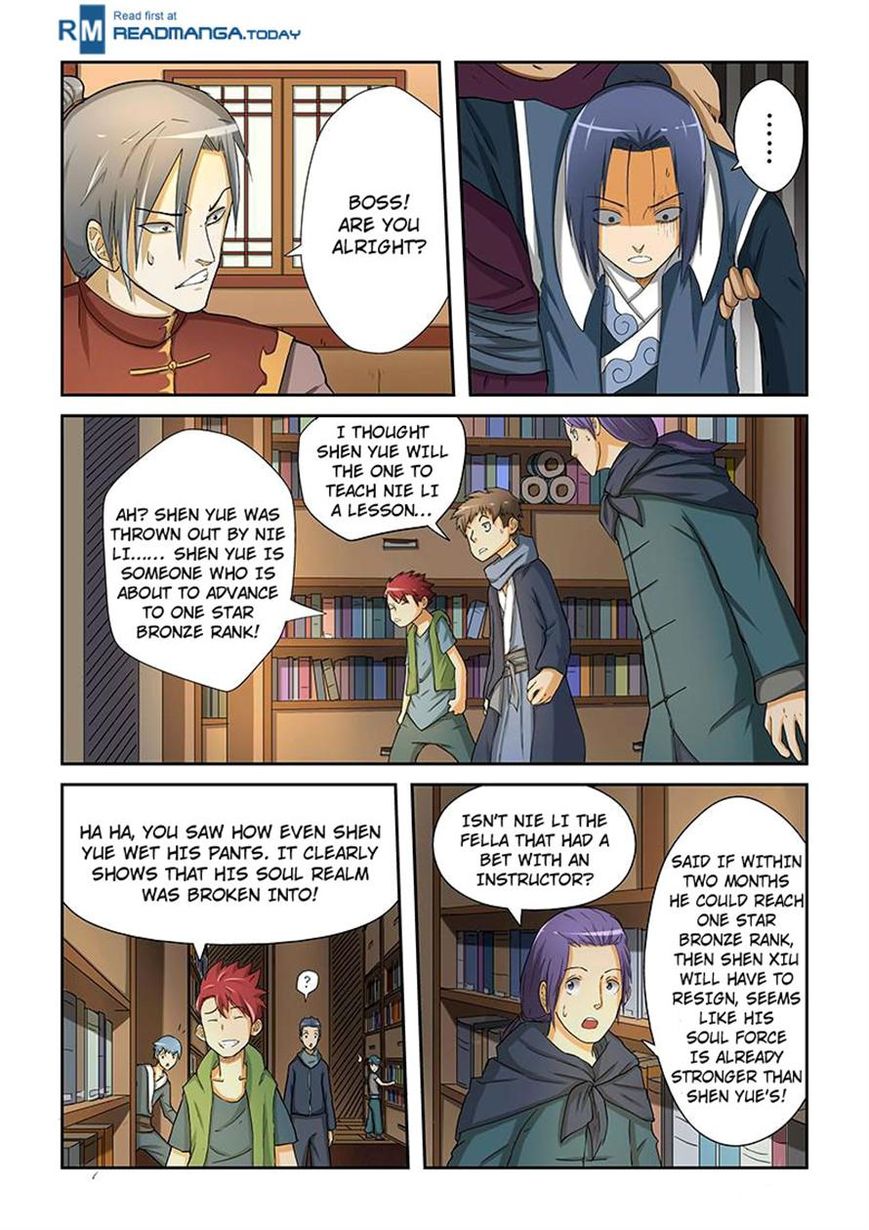 Read first at
RM READMANGA.TODAY
BOSS!
ARE YOU
ALRIGHT?
......
I THOUGHT
SHEN YUE WILL
THE ONE TO
TEACH NIE LI
A LESSON...
AH? SHEN YUE WAS
THROWN OUT BY NIE
LI...... SHEN YUE IS
SOMEONE WHO IS
ABOUT TO ADVANCE
TO ONE STAR
BRONZE RANK!
HA HA, YOU SAW HOW EVEN SHEN
YUE WET HIS PANTS. IT CLEARLY
SHOWS THAT HIS SOUL REALM
WAS BROKEN INTO!
?
ISN'T NIE LI THE
FELLA THAT HAD A
BET WITH AN
INSTRUCTOR?
SAID IF WITHIN
TWO MONTHS
HE COULD REACH
ONE STAR
BRONZE RANK,
THEN SHEN XIU
WILL HAVE TO
RESIGN, SEEMS
LIKE HIS
SOUL FORCE
IS ALREADY
STRONGER THAN
SHEN YUE'S!